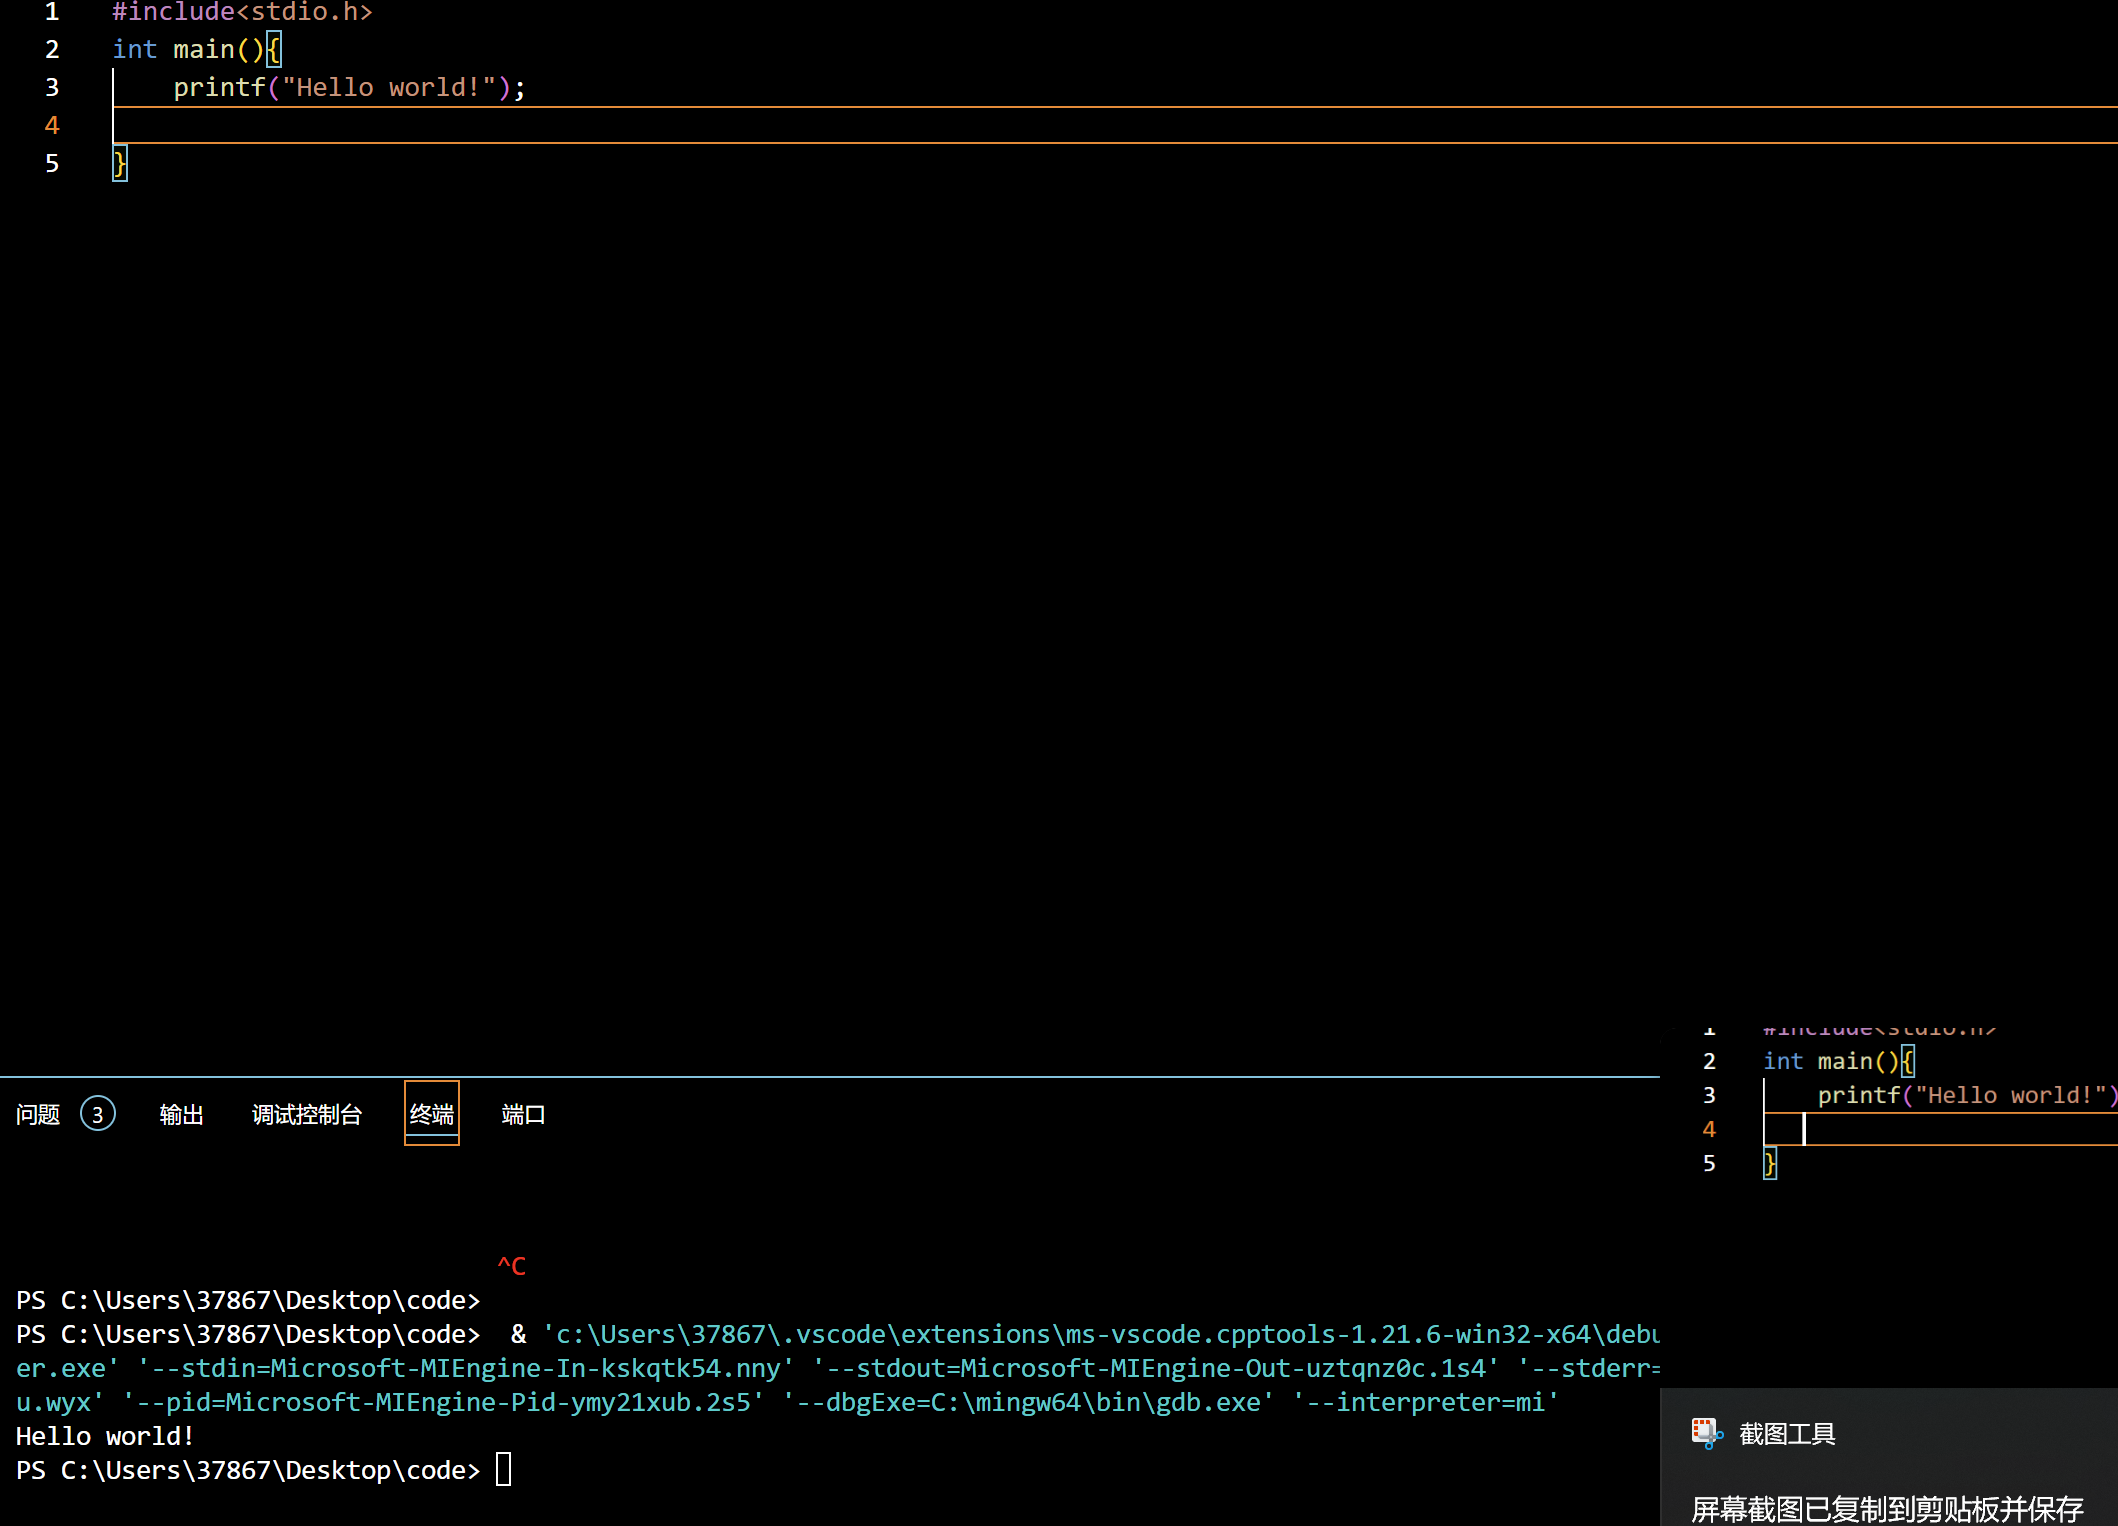 1 #include<stdio.h>
2 int main(){
3 printf("Hello world!");
4
5 }
1 #include<stdio.h>
2 int main(){
3 printf("Hello world!")
4
5 }
问题 3 输出 调试控制台 终端 端口
^C
PS C:\Users\37867\Desktop\code>
PS C:\Users\37867\Desktop\code> & 'c:\Users\37867\.vscode\extensions\ms-vscode.cpptools-1.21.6-win32-x64\debu
er.exe' '--stdin=Microsoft-MIEngine-In-kskqtk54.nny' '--stdout=Microsoft-MIEngine-Out-uztqnz0c.1s4' '--stderr=
u.wyx' '--pid=Microsoft-MIEngine-Pid-ymy21xub.2s5' '--dbgExe=C:\mingw64\bin\gdb.exe' '--interpreter=mi'
Hello world!
PS C:\Users\37867\Desktop\code>
截图工具
屏幕截图已复制到剪贴板并保存